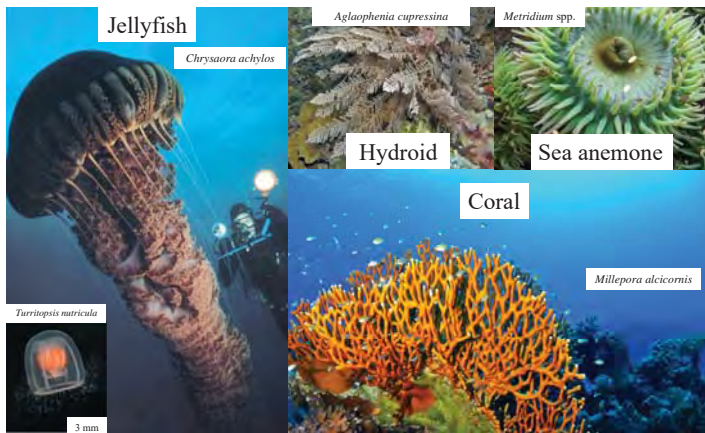 Jellyfish
Chrysaora achylos
Aglaophenia cupressina
Metridium spp.
Hydroid
Sea anemone
Coral
Millepora alcicornis
Turritopsis nutricula
3 mm